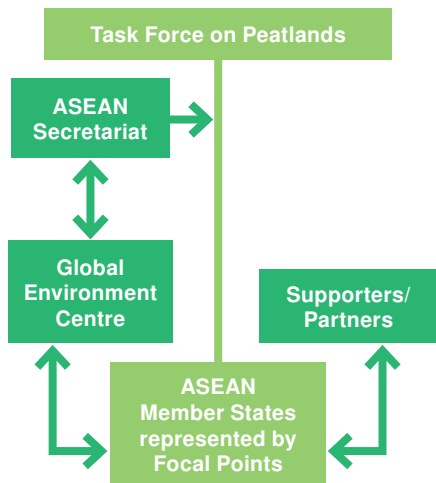 Task Force on Peatlands
ASEAN
Secretariat
Global
Environment
Centre
Supporters/
Partners
ASEAN
Member States
represented by
Focal Points